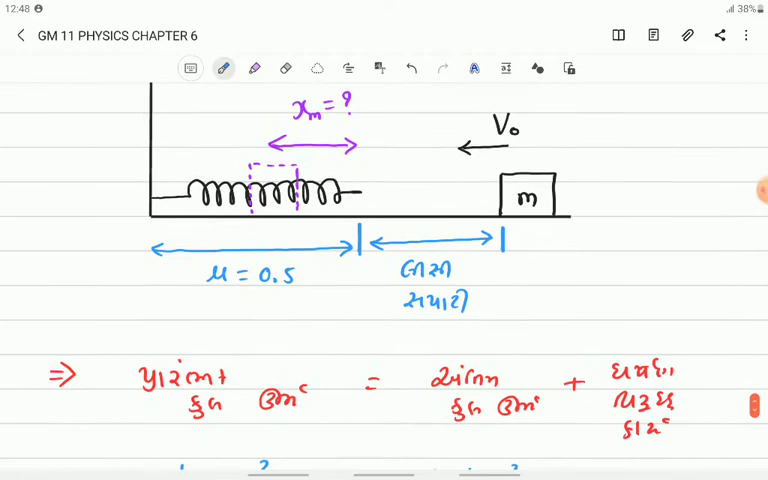 12:48
38%
GM 11 PHYSICS CHAPTER 6
xₘ = ?
V₀
m
μ = 0.5
લીસી
સપાટી
⇒ પ્રારંભિક = અંતિમ + ઘર્ષણ
કુલ ઊર્જા કુલ ઊર્જા વિરુદ્ધ
કાર્ય